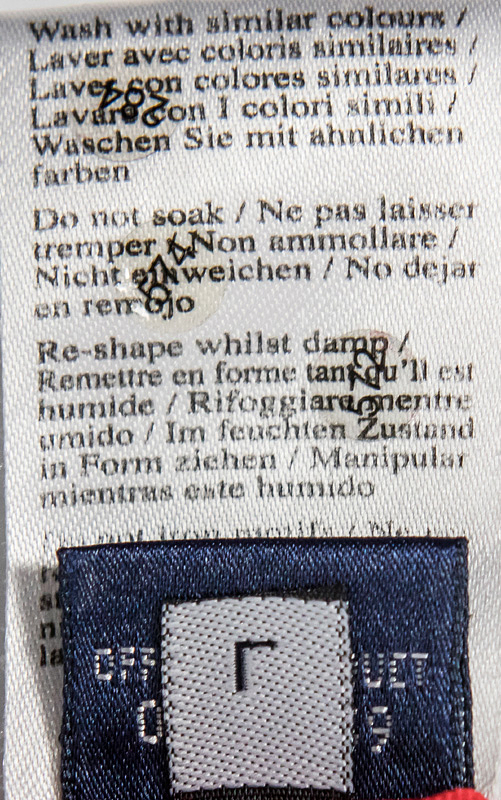 Wash with similar colours /
Laver avec coloris similaires /
Lave con colores similares /
Lavare con I colori simili /
Waschen Sie mit ähnlichen
farben
Do not soak / Ne pas laisser
tremper / Non ammollare /
Nicht einweichen / No dejar
en remojo
Re-shape whilst damp /
Remettre en forme tant qu'll est
humide / Rifoggiare mentre
umido / Im feuchten Zustand
in Form ziehen / Manipular
mientras este humido
L